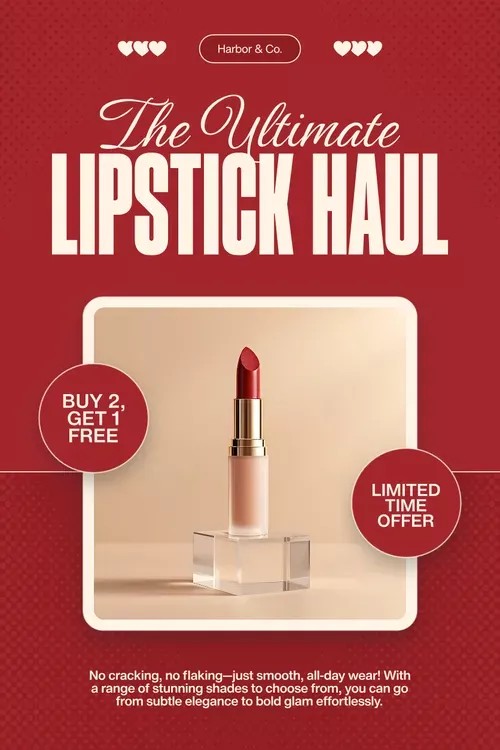 Harbor & Co.
The Ultimate
LIPSTICK HAUL
BUY 2,
GET 1
FREE
LIMITED
TIME
OFFER
No cracking, no flaking—just smooth, all-day wear! With
a range of stunning shades to choose from, you can go
from subtle elegance to bold glam effortlessly.